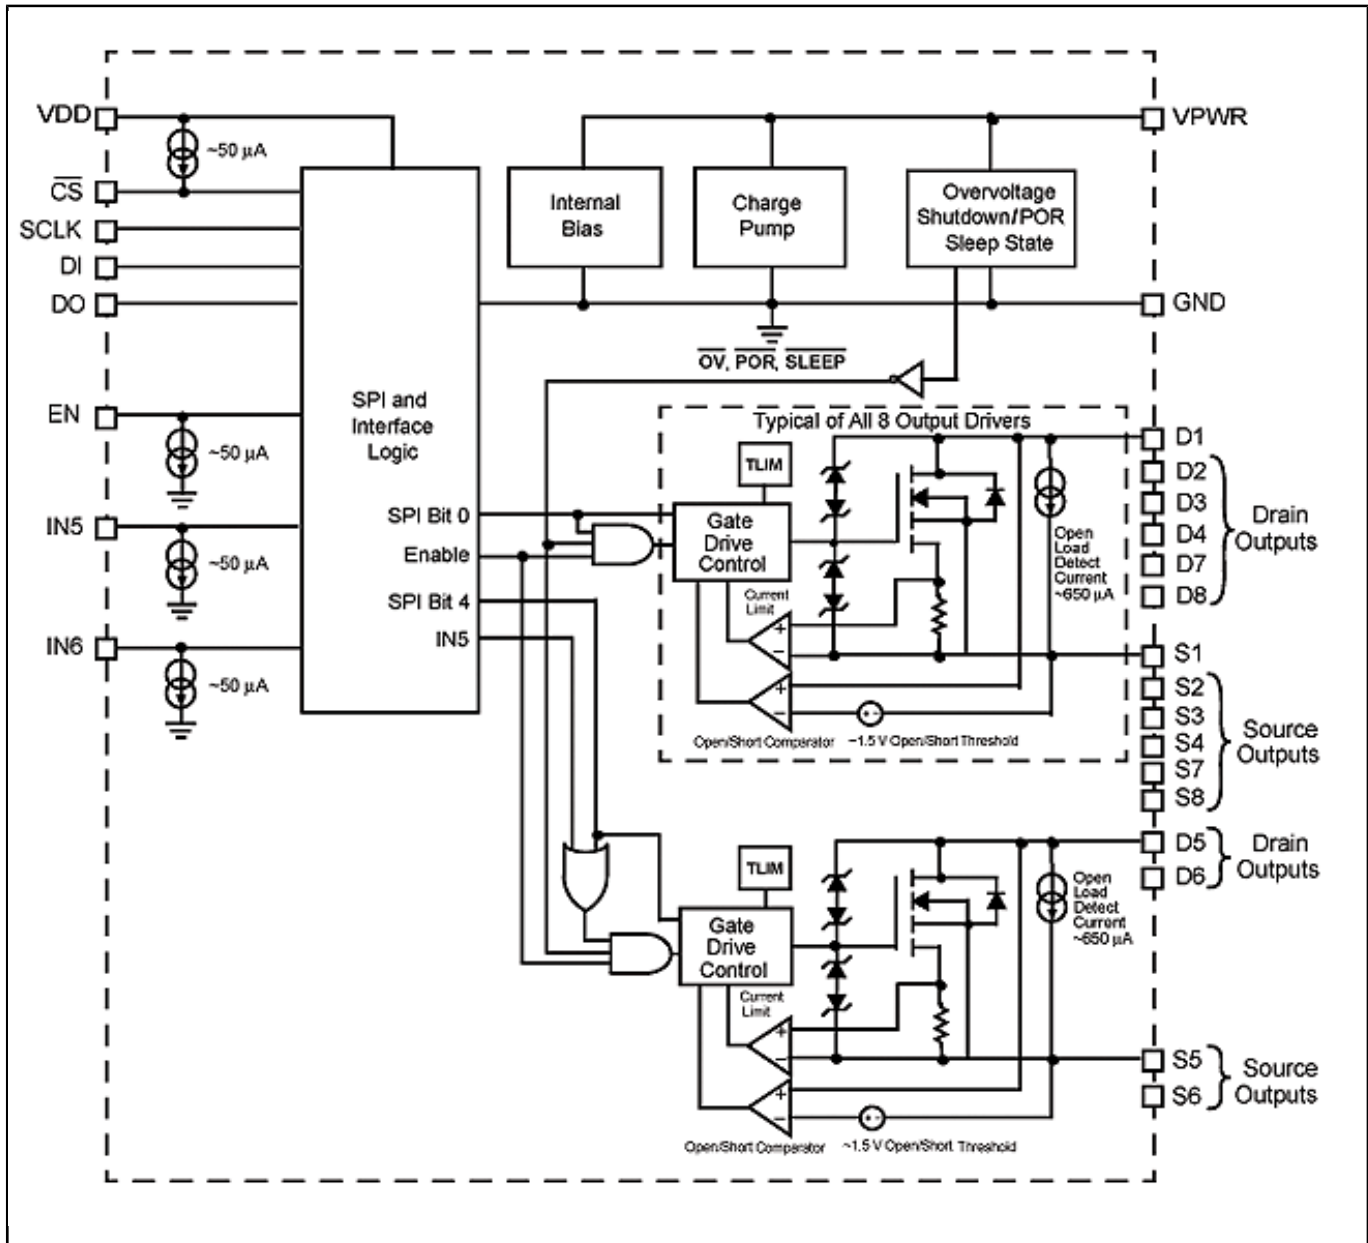 VDD
~50 μA
CS
SCLK
DI
DO
EN
~50 μA
IN5
~50 μA
IN6
~50 μA
SPI and
Interface
Logic
SPI Bit 0
Enable
SPI Bit 4
IN5
Internal
Bias
Charge
Pump
Overvoltage
Shutdown/POR
Sleep State
VPWR
GND
OV, POR, SLEEP
Typical of All 8 Output Drivers
TLIM
Gate
Drive
Control
Current
Limit
+
−
+
−
Open/Short Comparator
~1.5 V Open/Short Threshold
Open
Load
Detect
Current
~650 μA
D1
D2
D3
D4
D7
D8
Drain
Outputs
S1
S2
S3
S4
S7
S8
Source
Outputs
TLIM
Gate
Drive
Control
Current
Limit
+
−
+
−
Open/Short Comparator
~1.5 V Open/Short Threshold
Open
Load
Detect
Current
~650 μA
D5
D6
Drain
Outputs
S5
S6
Source
Outputs